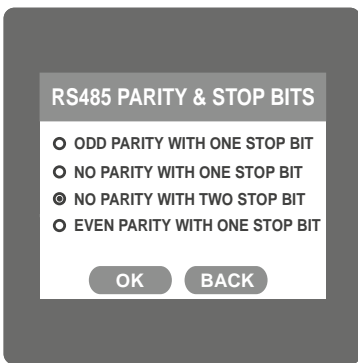 RS485 PARITY & STOP BITS
ODD PARITY WITH ONE STOP BIT
NO PARITY WITH ONE STOP BIT
NO PARITY WITH TWO STOP BIT
EVEN PARITY WITH ONE STOP BIT
OK BACK